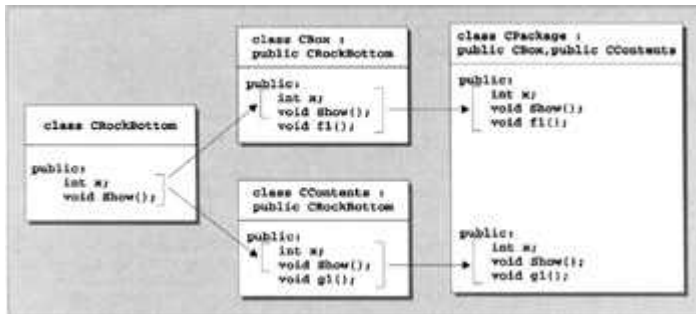 class CRockBottom
public:
int x;
void Show();
class CBox :
public CRockBottom
public:
int x;
void Show();
void f1();
class CContents :
public CRockBottom
public:
int x;
void Show();
void g1();
class CPackage :
public CBox,public CContents
public:
int x;
void Show();
void f1();
public:
int x;
void Show();
void g1();